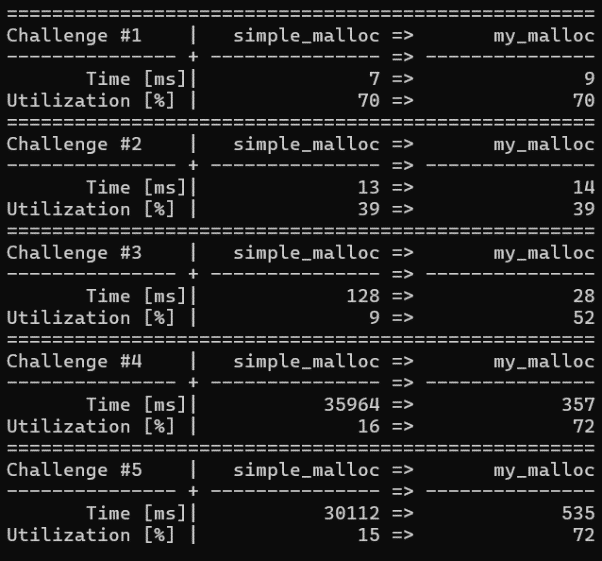 ========================================================
Challenge #1    |   simple_malloc =>        my_malloc
--------------- + --------------- => ---------------
       Time [ms]|               7 =>               9
Utilization [%] |              70 =>              70
========================================================
Challenge #2    |   simple_malloc =>        my_malloc
--------------- + --------------- => ---------------
       Time [ms]|              13 =>              14
Utilization [%] |              39 =>              39
========================================================
Challenge #3    |   simple_malloc =>        my_malloc
--------------- + --------------- => ---------------
       Time [ms]|             128 =>              28
Utilization [%] |               9 =>              52
========================================================
Challenge #4    |   simple_malloc =>        my_malloc
--------------- + --------------- => ---------------
       Time [ms]|           35964 =>             357
Utilization [%] |              16 =>              72
========================================================
Challenge #5    |   simple_malloc =>        my_malloc
--------------- + --------------- => ---------------
       Time [ms]|           30112 =>             535
Utilization [%] |              15 =>              72